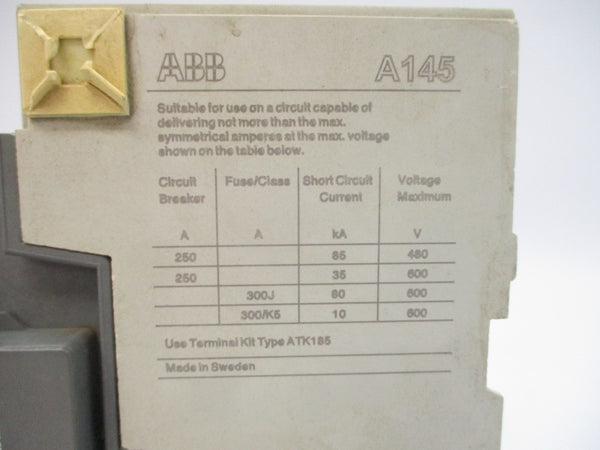 ABB A145
Suitable for use on a circuit capable of
delivering not more than the max.
symmetrical amperes at the max. voltage
shown on the table below.
Circuit Fuse/Class Short Circuit Voltage
Breaker Current Maximum
A A kA V
250 85 480
250 35 600
300J 60 600
300/K5 10 600
Use Terminal Kit Type ATK185
Made in Sweden